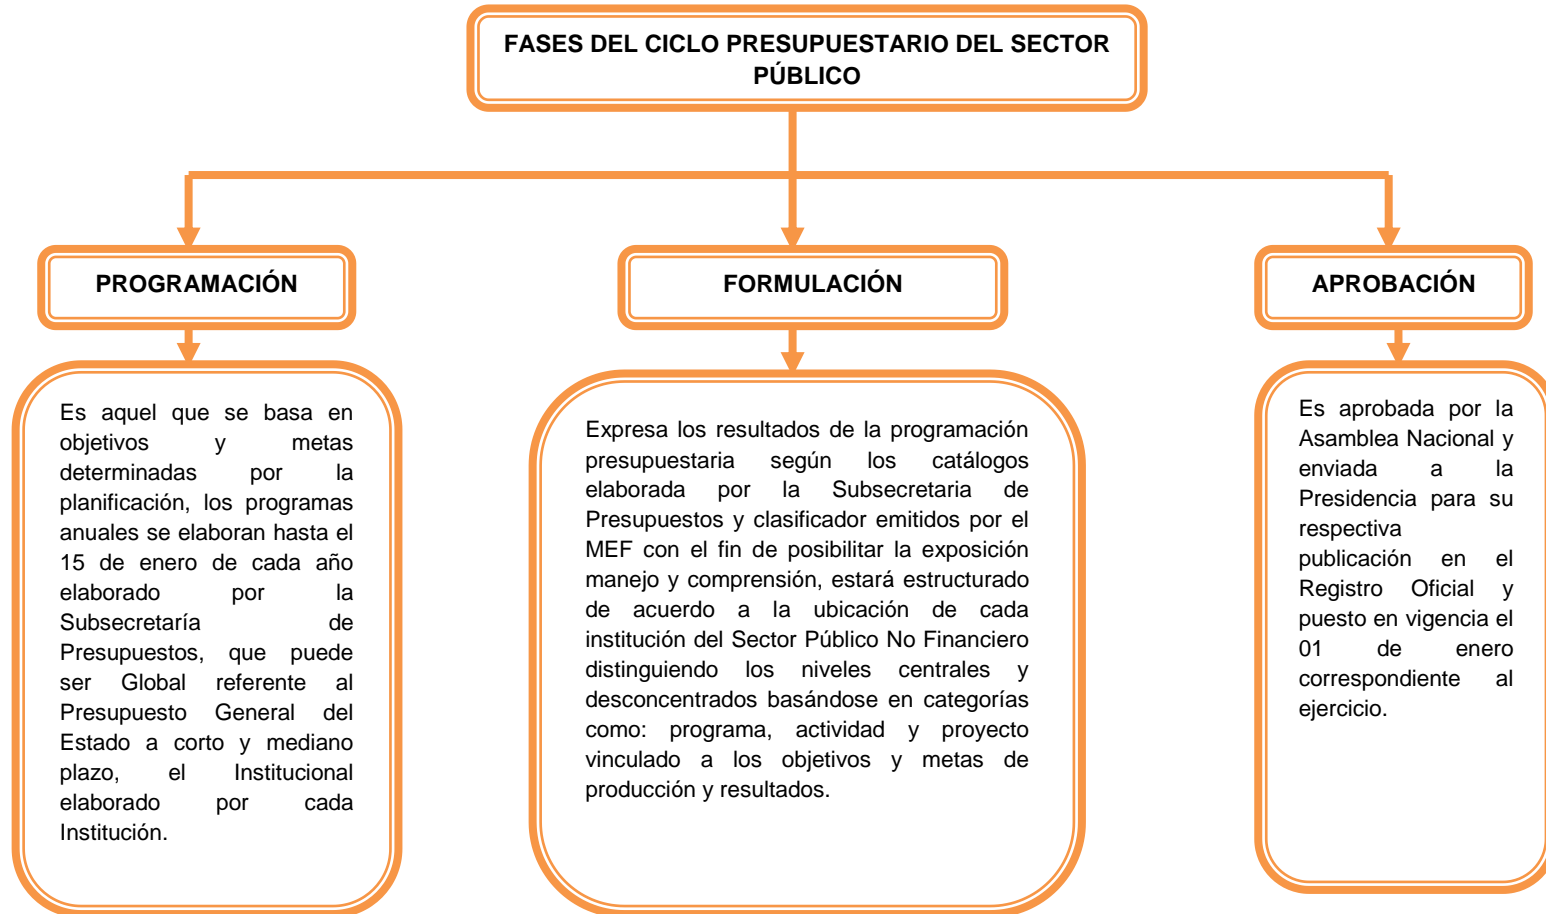 FASES DEL CICLO PRESUPUESTARIO DEL SECTOR
PÚBLICO
PROGRAMACIÓN
Es aquel que se basa en
objetivos y metas
determinadas por la
planificación, los programas
anuales se elaboran hasta el
15 de enero de cada año
elaborado por la
Subsecretaría de
Presupuestos, que puede
ser Global referente al
Presupuesto General del
Estado a corto y mediano
plazo, el Institucional
elaborado por cada
Institución.
FORMULACIÓN
Expresa los resultados de la programación
presupuestaria según los catálogos
elaborada por la Subsecretaria de
Presupuestos y clasificador emitidos por el
MEF con el fin de posibilitar la exposición
manejo y comprensión, estará estructurado
de acuerdo a la ubicación de cada
institución del Sector Público No Financiero
distinguiendo los niveles centrales y
desconcentrados basándose en categorías
como: programa, actividad y proyecto
vinculado a los objetivos y metas de
producción y resultados.
APROBACIÓN
Es aprobada por la
Asamblea Nacional y
enviada a la
Presidencia para su
respectiva
publicación en el
Registro Oficial y
puesto en vigencia el
01 de enero
correspondiente al
ejercicio.